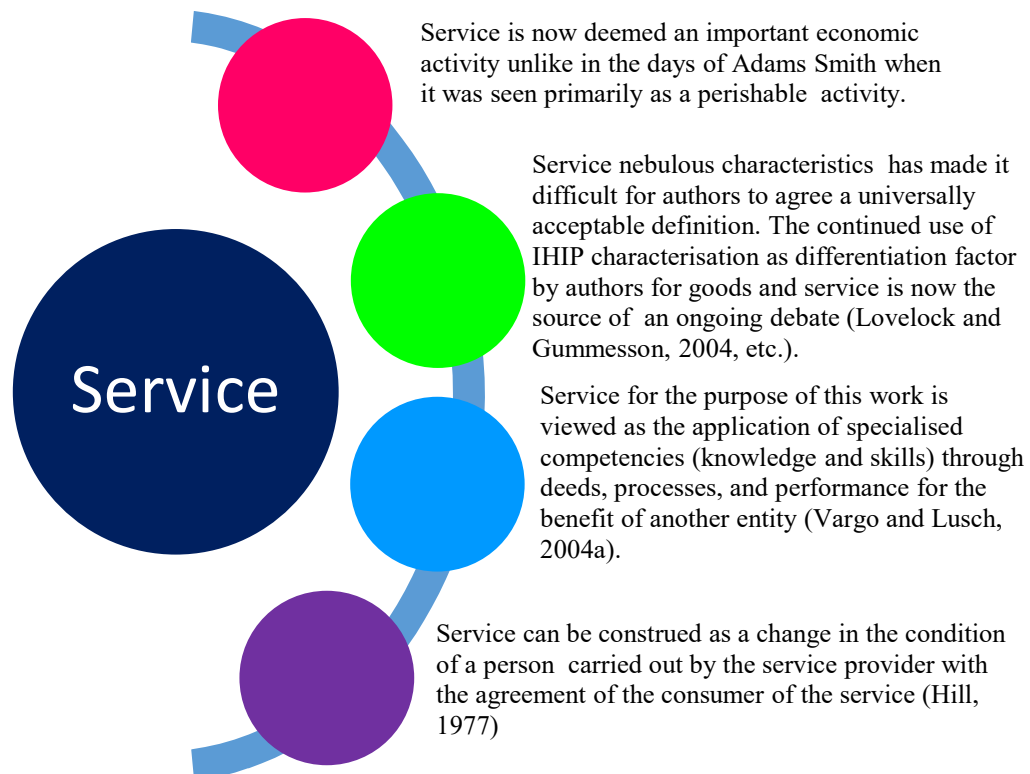 Service is now deemed an important economic
activity unlike in the days of Adams Smith when
it was seen primarily as a perishable activity.
Service nebulous characteristics has made it
difficult for authors to agree a universally
acceptable definition. The continued use of
IHIP characterisation as differentiation factor
by authors for goods and service is now the
source of an ongoing debate (Lovelock and
Gummesson, 2004, etc.).
Service
Service for the purpose of this work is
viewed as the application of specialised
competencies (knowledge and skills) through
deeds, processes, and performance for the
benefit of another entity (Vargo and Lusch,
2004a).
Service can be construed as a change in the condition
of a person carried out by the service provider with
the agreement of the consumer of the service (Hill,
1977)